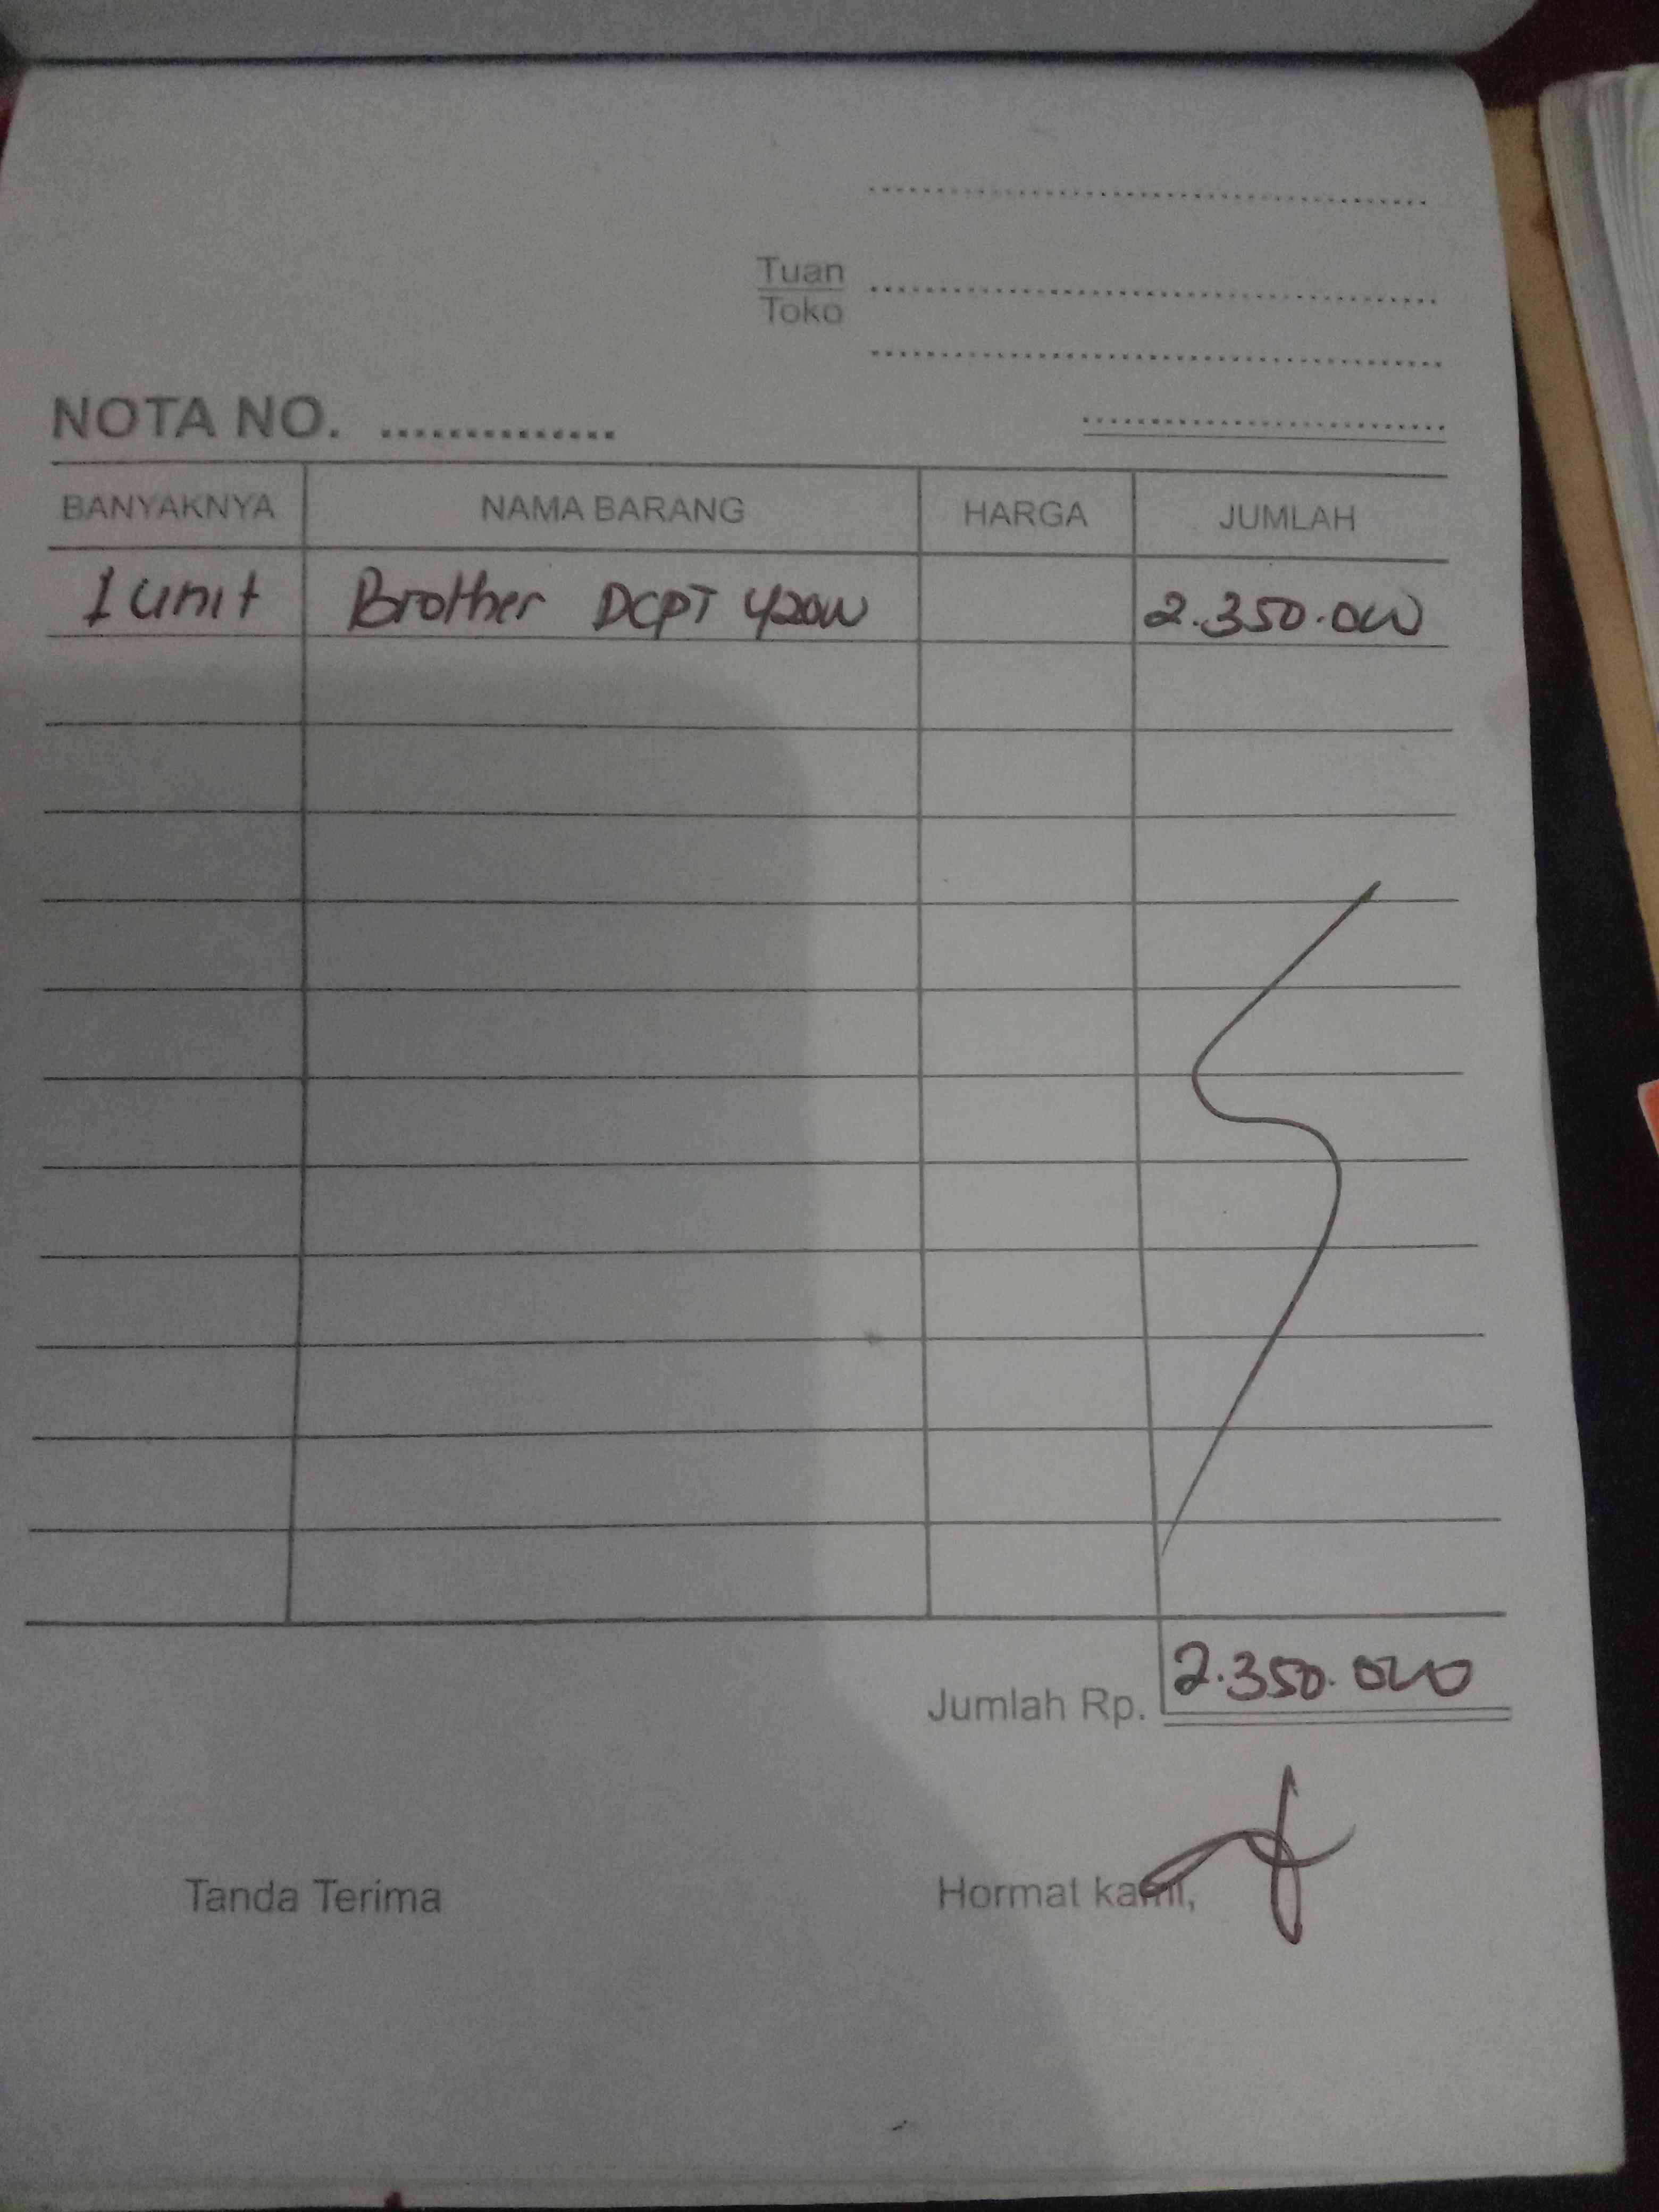 Tuan
Toko
NOTA NO. ..............
BANYAKNYA NAMA BARANG HARGA JUMLAH
1 unit Brother DCPT 420W 2.350.000
Jumlah Rp. 2.350.000
Tanda Terima Hormat kami,